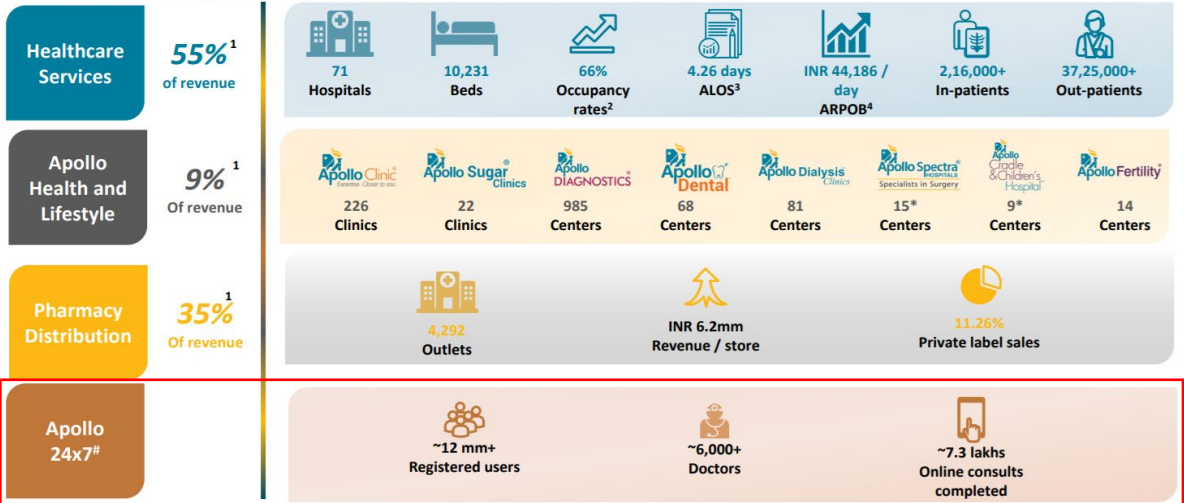 Healthcare
Services
55%1
of revenue
71
Hospitals
10,231
Beds
66%
Occupancy
rates2
4.26 days
ALOS3
INR 44,186 /
day
ARPOB4
2,16,000+
In-patients
37,25,000+
Out-patients
Apollo
Health and
Lifestyle
9% 1
Of revenue
Apollo Clinic
Expertise. Closer to you.
226
Clinics
Apollo Sugar®
Clinics
22
Clinics
Apollo
DIAGNOSTICS
985
Centers
Apollo
Dental
68
Centers
Apollo Dialysis
Clinics
81
Centers
Apollo Spectra®
HOSPITALS
Specialists in Surgery
15*
Centers
Apollo
Cradle
& Children's
Hospital
9*
Centers
Apollo Fertility
14
Centers
Pharmacy
Distribution
35%1
Of revenue
4,292
Outlets
INR 6.2mm
Revenue / store
11.26%
Private label sales
Apollo
24x7#
~12 mm+
Registered users
~6,000+
Doctors
~7.3 lakhs
Online consults
completed